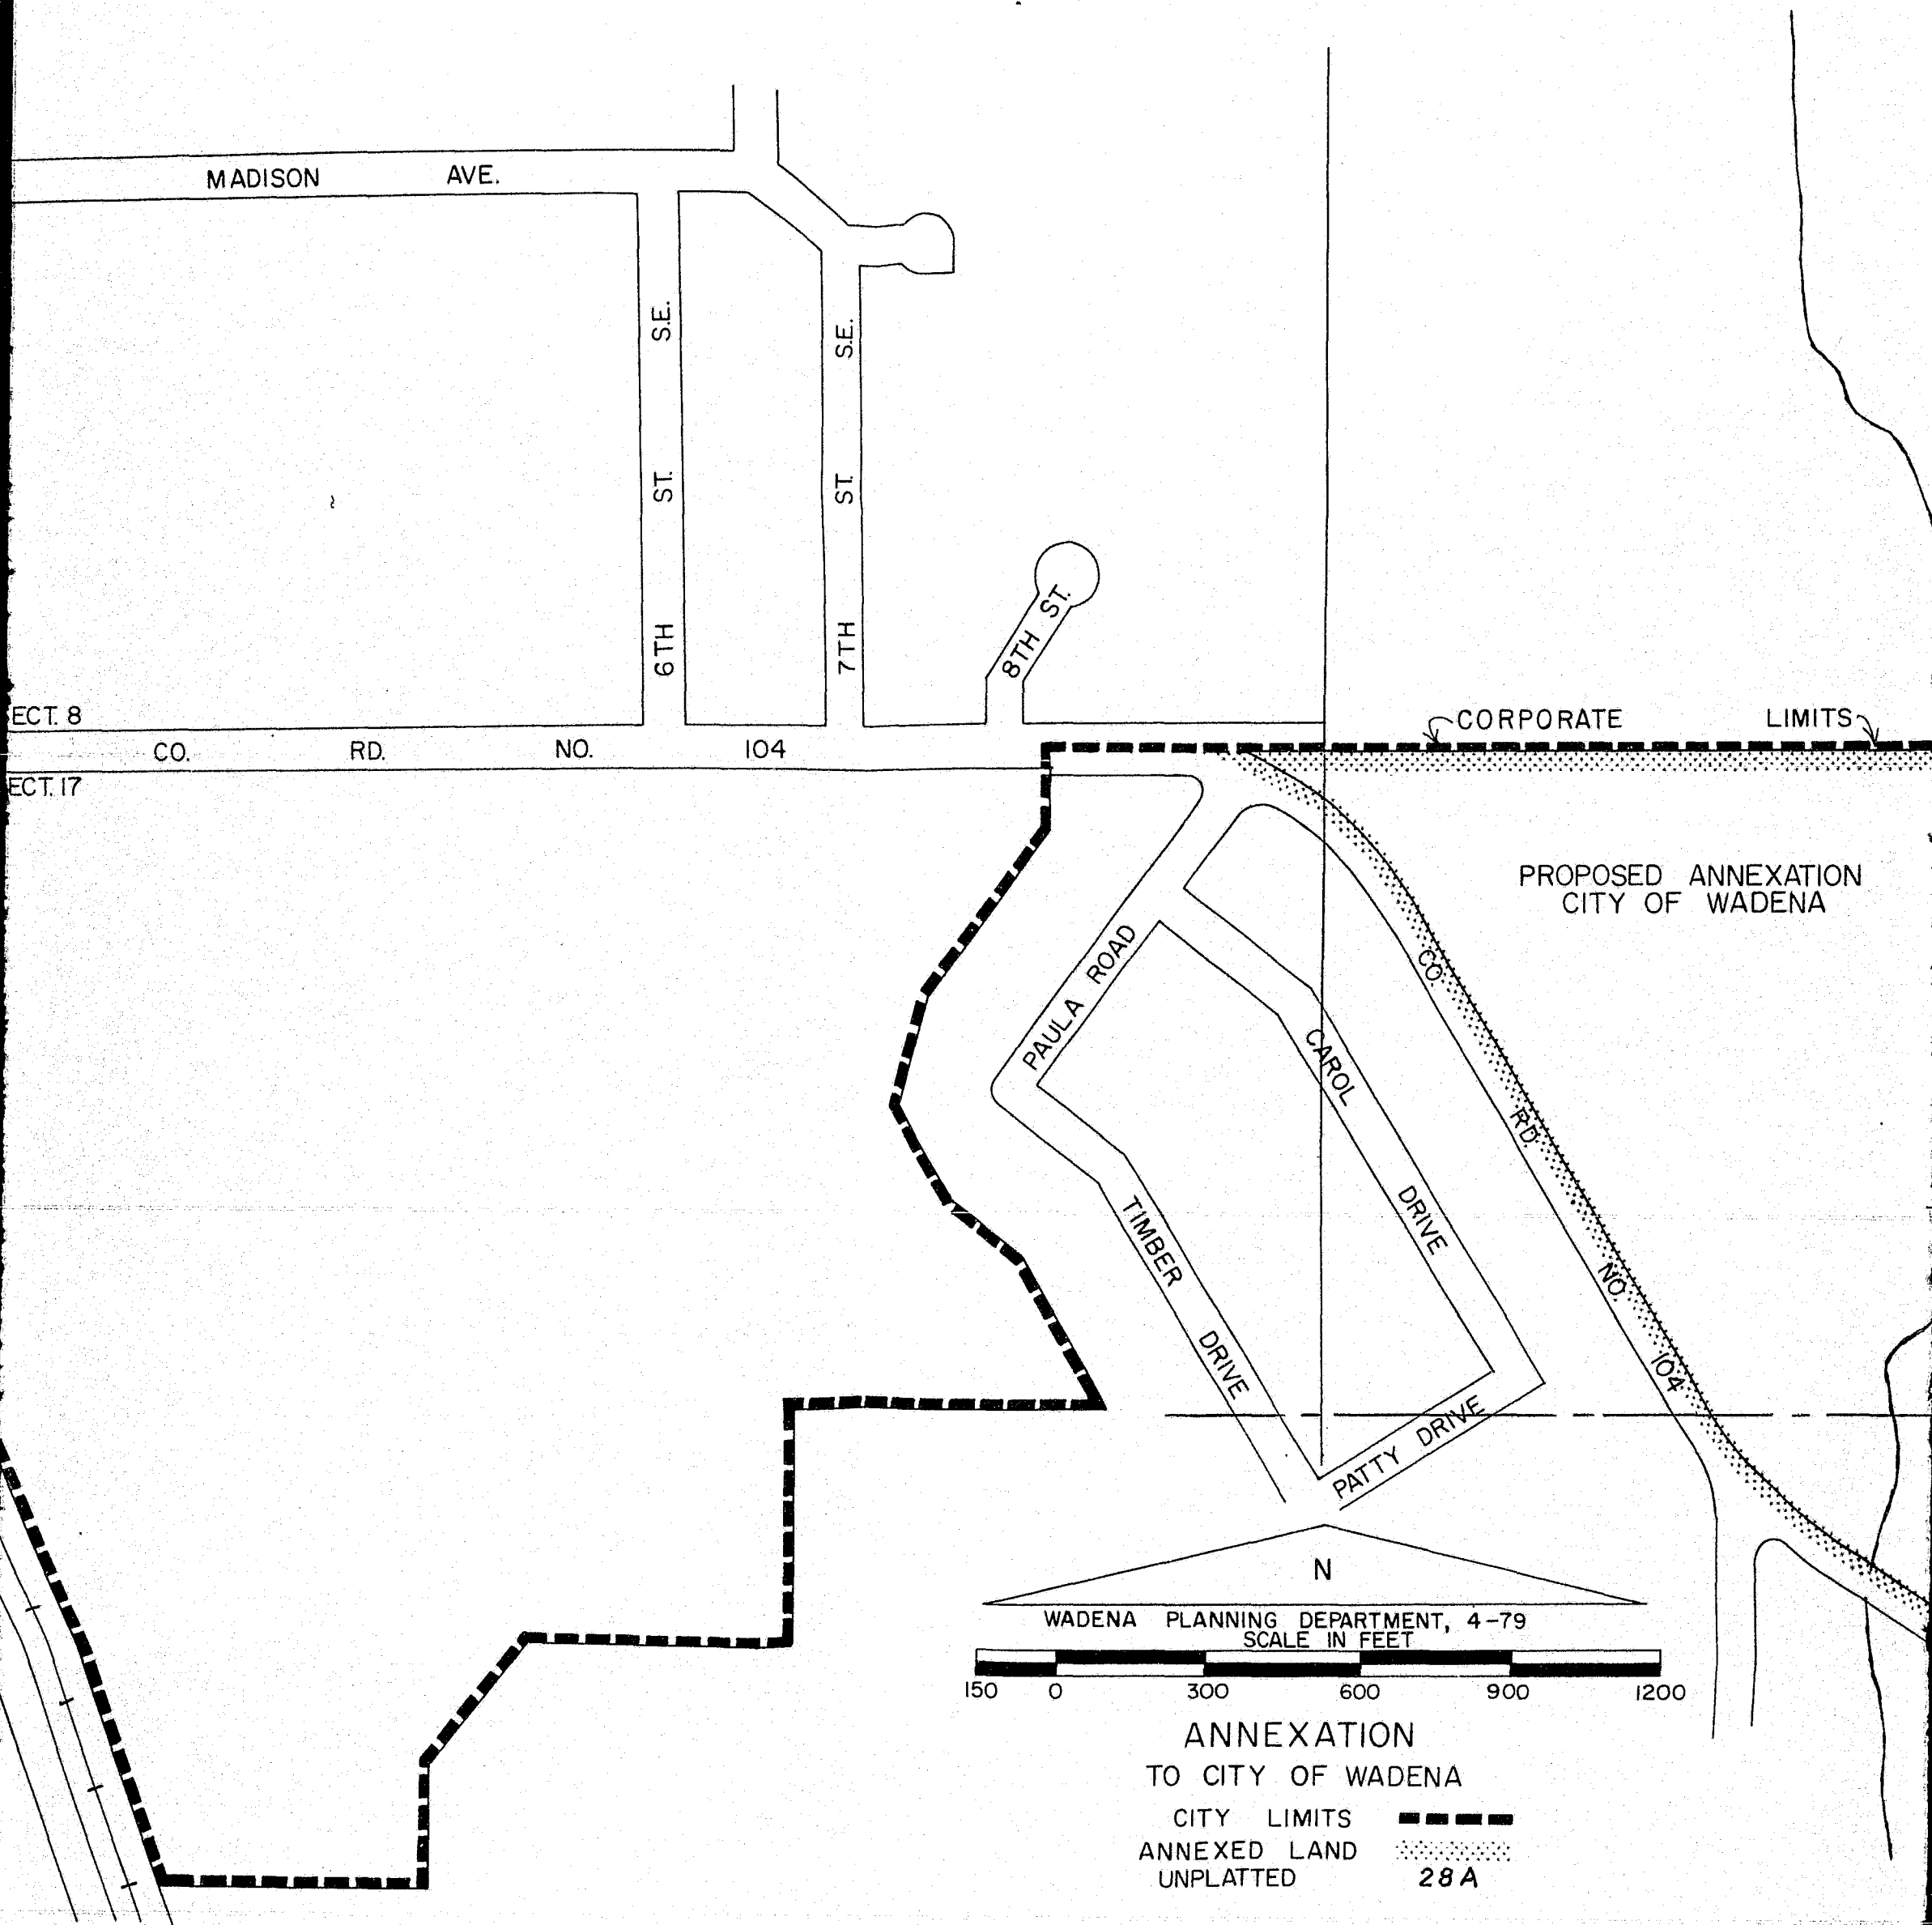 MADISON AVE.
6TH ST. S.E.
7TH ST. S.E.
8TH ST.
ECT. 8
CO. RD. NO. 104
ECT. 17
CORPORATE LIMITS
PROPOSED ANNEXATION
CITY OF WADENA
PAULA ROAD
CAROL DRIVE
CO. RD. NO. 104
TIMBER DRIVE
PATTY DRIVE
N
WADENA PLANNING DEPARTMENT, 4-79
SCALE IN FEET
150 0 300 600 900 1200
ANNEXATION
TO CITY OF WADENA
CITY LIMITS
ANNEXED LAND
UNPLATTED 28A